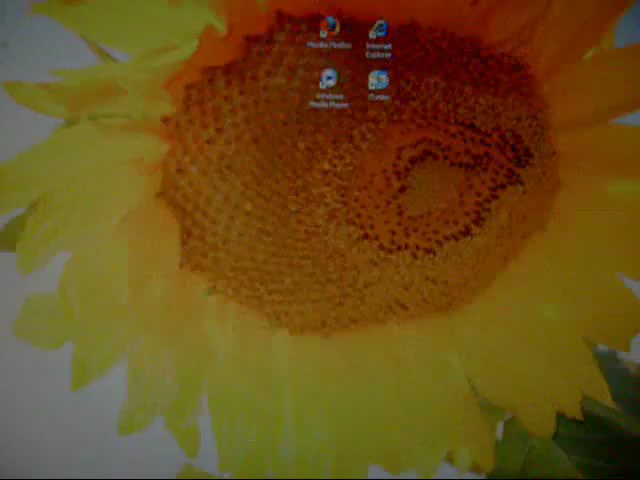 Mozilla Firefox
Internet
Explorer
Windows
Media Player
iTunes